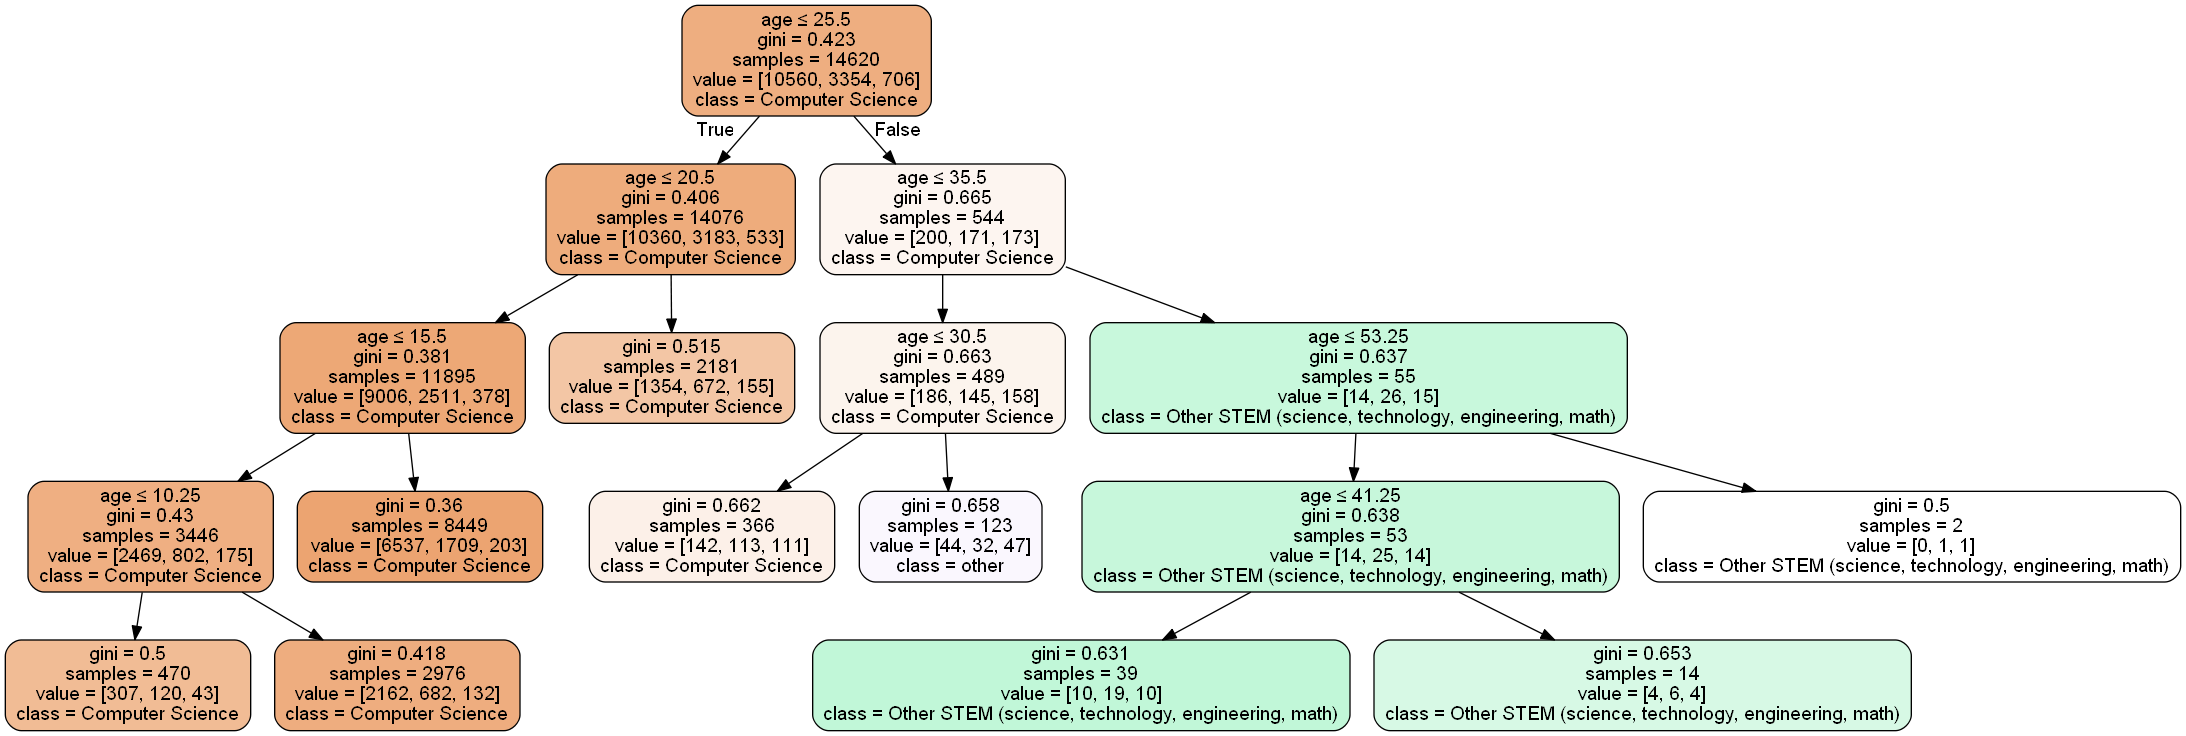 age ≤ 25.5
gini = 0.423
samples = 14620
value = [10560, 3354, 706]
class = Computer Science
True
False
age ≤ 20.5
gini = 0.406
samples = 14076
value = [10360, 3183, 533]
class = Computer Science
age ≤ 35.5
gini = 0.665
samples = 544
value = [200, 171, 173]
class = Computer Science
age ≤ 15.5
gini = 0.381
samples = 11895
value = [9006, 2511, 378]
class = Computer Science
gini = 0.515
samples = 2181
value = [1354, 672, 155]
class = Computer Science
age ≤ 30.5
gini = 0.663
samples = 489
value = [186, 145, 158]
class = Computer Science
age ≤ 53.25
gini = 0.637
samples = 55
value = [14, 26, 15]
class = Other STEM (science, technology, engineering, math)
age ≤ 10.25
gini = 0.43
samples = 3446
value = [2469, 802, 175]
class = Computer Science
gini = 0.36
samples = 8449
value = [6537, 1709, 203]
class = Computer Science
gini = 0.662
samples = 366
value = [142, 113, 111]
class = Computer Science
gini = 0.658
samples = 123
value = [44, 32, 47]
class = other
age ≤ 41.25
gini = 0.638
samples = 53
value = [14, 25, 14]
class = Other STEM (science, technology, engineering, math)
gini = 0.5
samples = 2
value = [0, 1, 1]
class = Other STEM (science, technology, engineering, math)
gini = 0.5
samples = 470
value = [307, 120, 43]
class = Computer Science
gini = 0.418
samples = 2976
value = [2162, 682, 132]
class = Computer Science
gini = 0.631
samples = 39
value = [10, 19, 10]
class = Other STEM (science, technology, engineering, math)
gini = 0.653
samples = 14
value = [4, 6, 4]
class = Other STEM (science, technology, engineering, math)